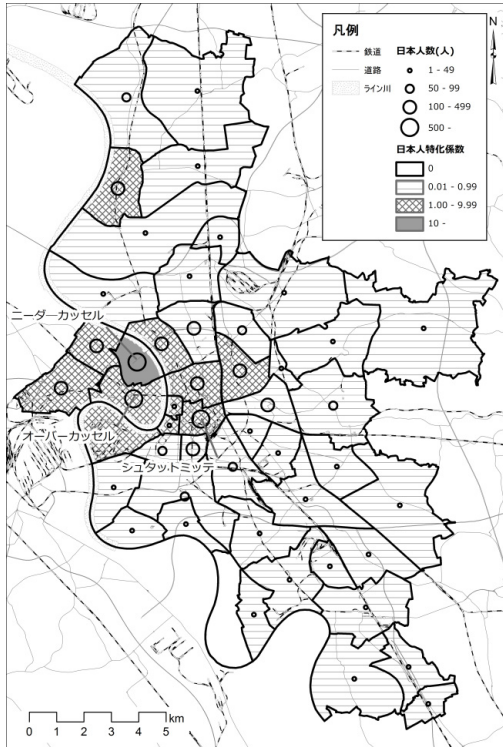 凡例
鉄道
道路
ライン川
日本人数(人)
1 - 49
50 - 99
100 - 499
500 -
日本人特化係数
0
0.01 - 0.99
1.00 - 9.99
10 -
N
ニーダーカッセル
オーバーカッセル
シュタットミッテ
0 1 2 3 4 5 km